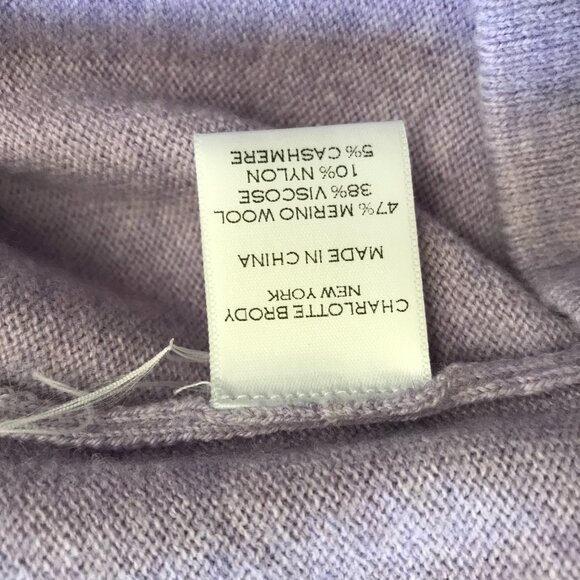 CHARLOTTE BRODY
NEW YORK
MADE IN CHINA
47% MERINO WOOL
38% VISCOSE
10% NYLON
5% CASHMERE